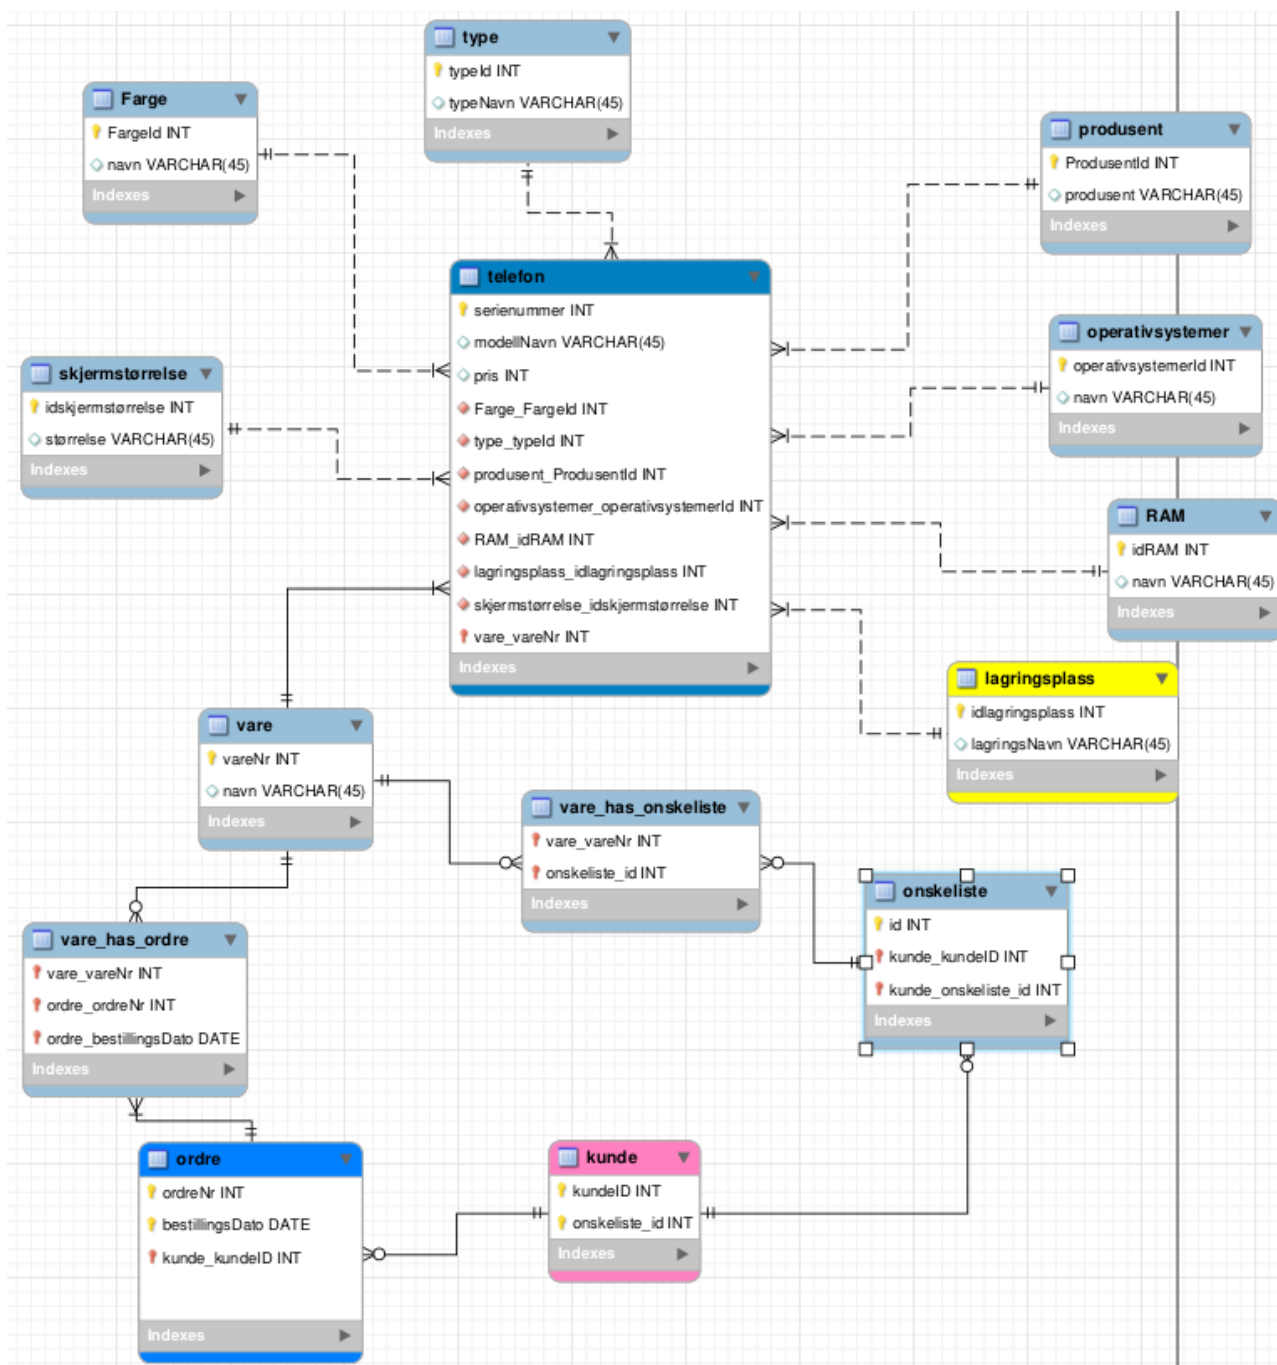 type
typeId INT
typeNavn VARCHAR(45)
Indexes
Farge
FargeId INT
navn VARCHAR(45)
Indexes
produsent
ProdusentId INT
produsent VARCHAR(45)
Indexes
telefon
serienummer INT
modellNavn VARCHAR(45)
pris INT
Farge_FargeId INT
type_typeId INT
produsent_ProdusentId INT
operativsystemer_operativsystemerId INT
RAM_idRAM INT
lagringsplass_idlagringsplass INT
skjermstørrelse_idskjermstørrelse INT
vare_vareNr INT
Indexes
operativsystemer
operativsystemerId INT
navn VARCHAR(45)
Indexes
skjermstørrelse
idskjermstørrelse INT
størrelse VARCHAR(45)
Indexes
RAM
idRAM INT
navn VARCHAR(45)
Indexes
lagringsplass
idlagringsplass INT
lagringsNavn VARCHAR(45)
Indexes
vare
vareNr INT
navn VARCHAR(45)
Indexes
vare_has_onskeliste
vare_vareNr INT
onskeliste_id INT
Indexes
onskeliste
id INT
kunde_kundeID INT
kunde_onskeliste_id INT
Indexes
vare_has_ordre
vare_vareNr INT
ordre_ordreNr INT
ordre_bestillingsDato DATE
Indexes
ordre
ordreNr INT
bestillingsDato DATE
kunde_kundeID INT
Indexes
kunde
kundeID INT
onskeliste_id INT
Indexes